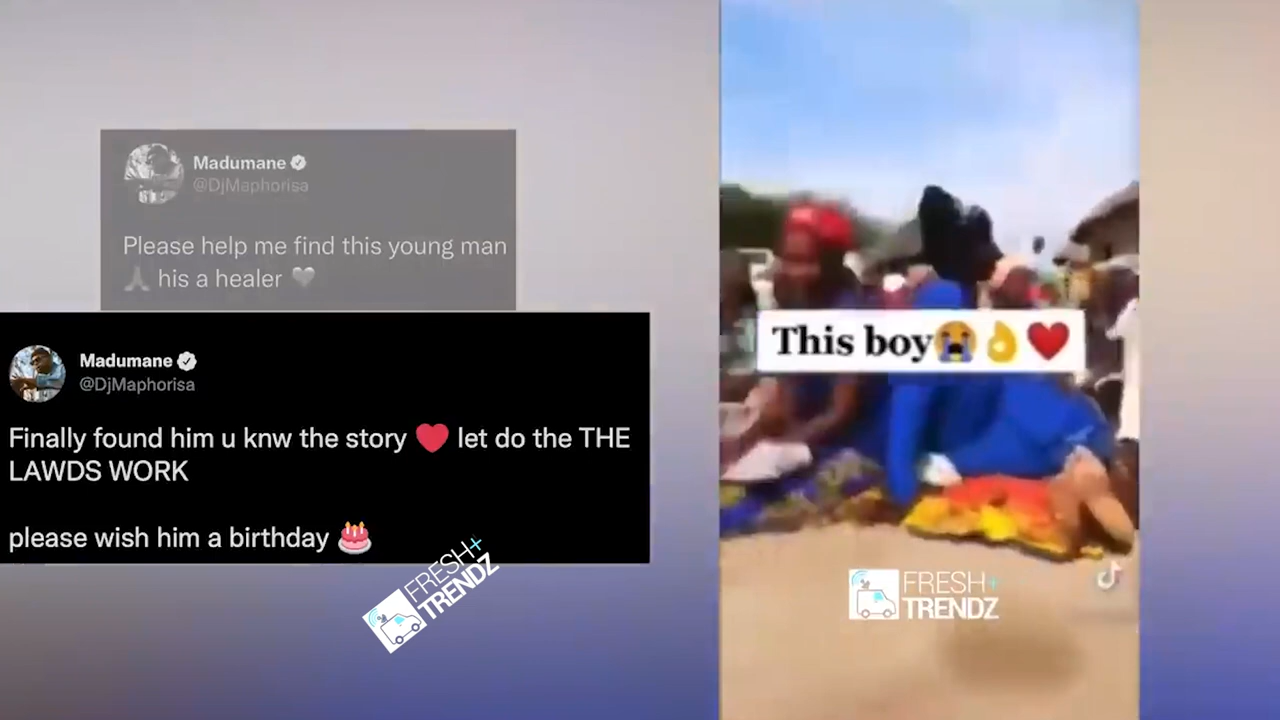 Madumane
@DjMaphorisa
Please help me find this young man
🙏 his a healer 🤍
Madumane
@DjMaphorisa
Finally found him u knw the story ❤️ let do the THE
LAWDS WORK
please wish him a birthday 🎂
FRESH+
TRENDZ
This boy😭👌❤️
FRESH+
TRENDZ